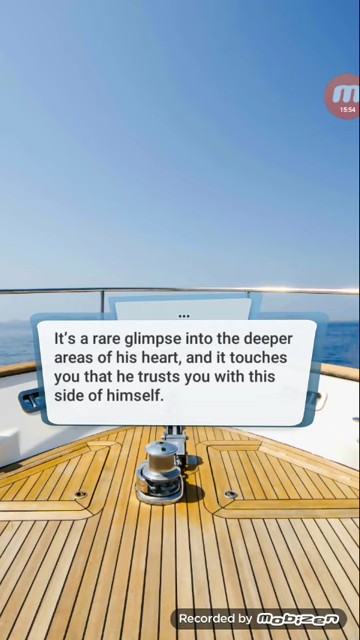 m
15:54
...
It's a rare glimpse into the deeper
areas of his heart, and it touches
you that he trusts you with this
side of himself.
Recorded by mobizen